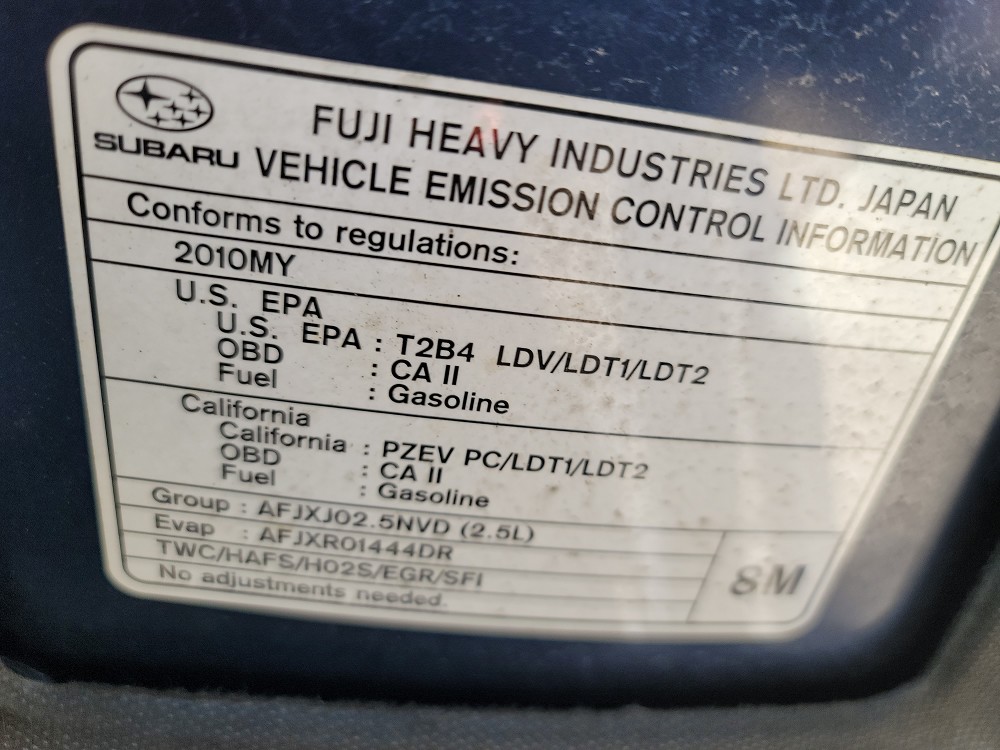 SUBARU
FUJI HEAVY INDUSTRIES LTD. JAPAN
VEHICLE EMISSION CONTROL INFORMATION
Conforms to regulations:
2010MY
U.S. EPA
U.S. EPA : T2B4 LDV/LDT1/LDT2
OBD : CA II
Fuel : Gasoline
California
California : PZEV PC/LDT1/LDT2
OBD : CA II
Fuel : Gasoline
Group : AFJXJ02.5NVD (2.5L)
Evap : AFJXR01444DR
TWC/HAFS/HO2S/EGR/SFI
No adjustments needed.
8M